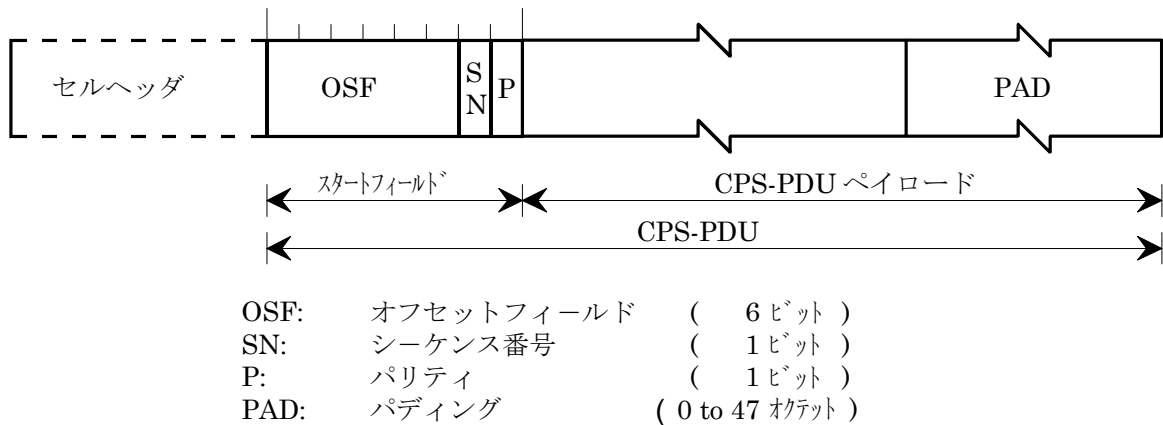 セルヘッダ OSF SN P PAD
スタートフィールド CPS-PDU ペイロード
CPS-PDU
OSF: オフセットフィールド ( 6 ビット )
SN: シーケンス番号 ( 1 ビット )
P: パリティ ( 1 ビット )
PAD: パディング ( 0 to 47 オクテット )